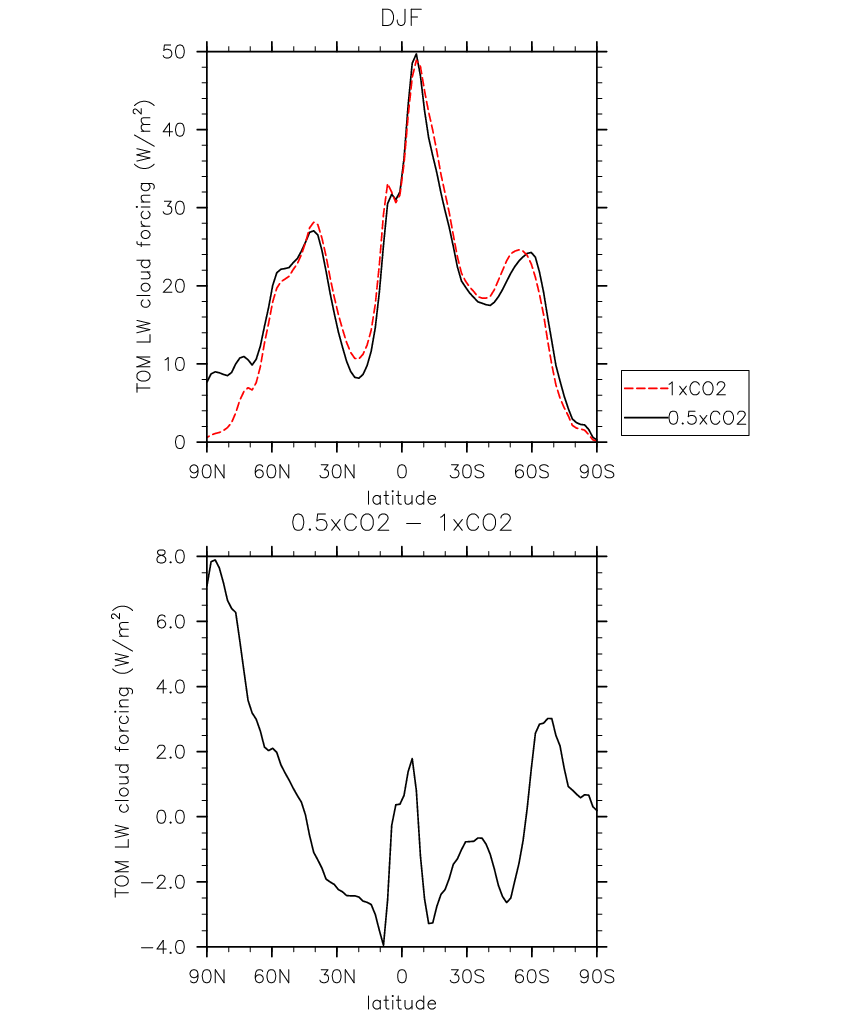 DJF
TOM LW cloud forcing (W/m²)
50
40
30
20
10
0
90N 60N 30N 0 30S 60S 90S
latitude
1xCO2
0.5xCO2
0.5xCO2 − 1xCO2
TOM LW cloud forcing (W/m²)
8.0
6.0
4.0
2.0
0.0
−2.0
−4.0
90N 60N 30N 0 30S 60S 90S
latitude